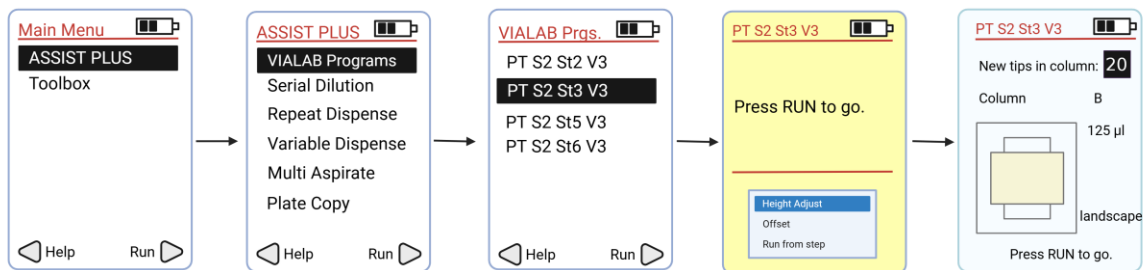 Main Menu
ASSIST PLUS
Toolbox
Help Run
ASSIST PLUS
VIALAB Programs
Serial Dilution
Repeat Dispense
Variable Dispense
Multi Aspirate
Plate Copy
Help Run
VIALAB Prgs.
PT S2 St2 V3
PT S2 St3 V3
PT S2 St5 V3
PT S2 St6 V3
Help Run
PT S2 St3 V3
Press RUN to go.
Height Adjust
Offset
Run from step
PT S2 St3 V3
New tips in column: 20
Column B
125 µl
landscape
Press RUN to go.